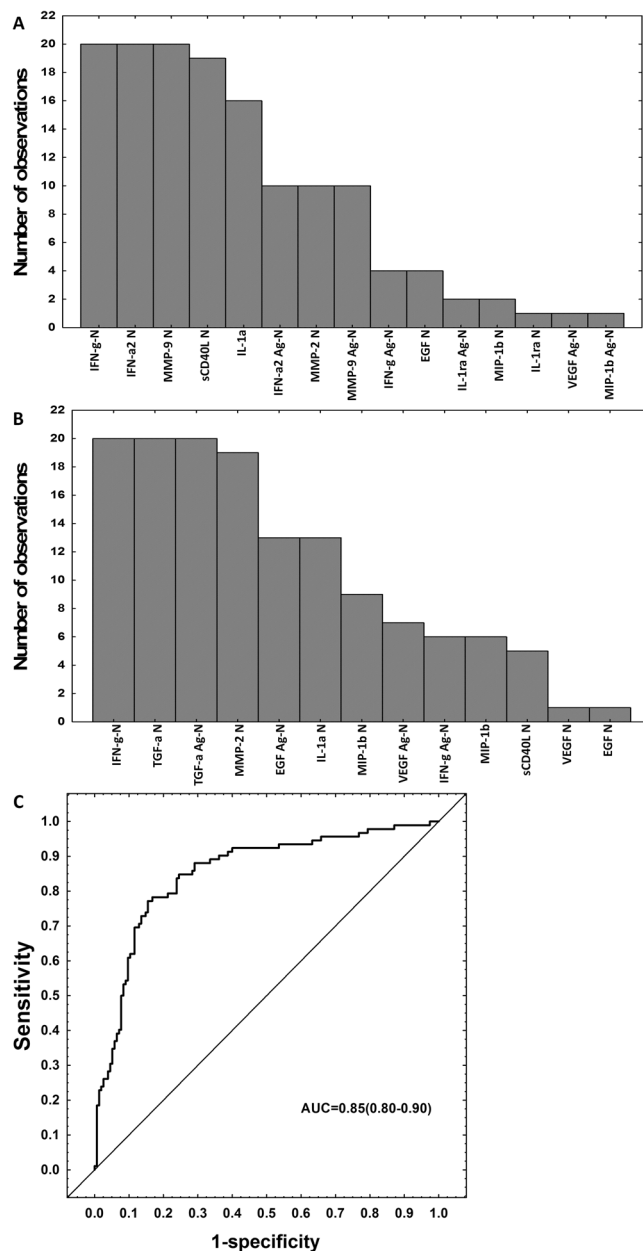 A
Number of observations
22
20
18
16
14
12
10
8
6
4
2
0
IFN-g-N
IFN-a2 N
MMP-9 N
sCD40L N
IL-1a
IFN-a2 Ag-N
MMP-2 N
MMP-9 Ag-N
IFN-g Ag-N
EGF N
IL-1ra Ag-N
MIP-1b N
IL-1ra N
VEGF Ag-N
MIP-1b Ag-N
B
Number of observations
22
20
18
16
14
12
10
8
6
4
2
0
IFN-g-N
TGF-a N
TGF-a Ag-N
MMP-2 N
EGF Ag-N
IL-1a N
MIP-1b N
VEGF Ag-N
IFN-g Ag-N
MIP-1b
sCD40L N
VEGF N
EGF N
C
Sensitivity
1.0
0.9
0.8
0.7
0.6
0.5
0.4
0.3
0.2
0.1
0.0
AUC=0.85(0.80-0.90)
0.0 0.1 0.2 0.3 0.4 0.5 0.6 0.7 0.8 0.9 1.0
1-specificity